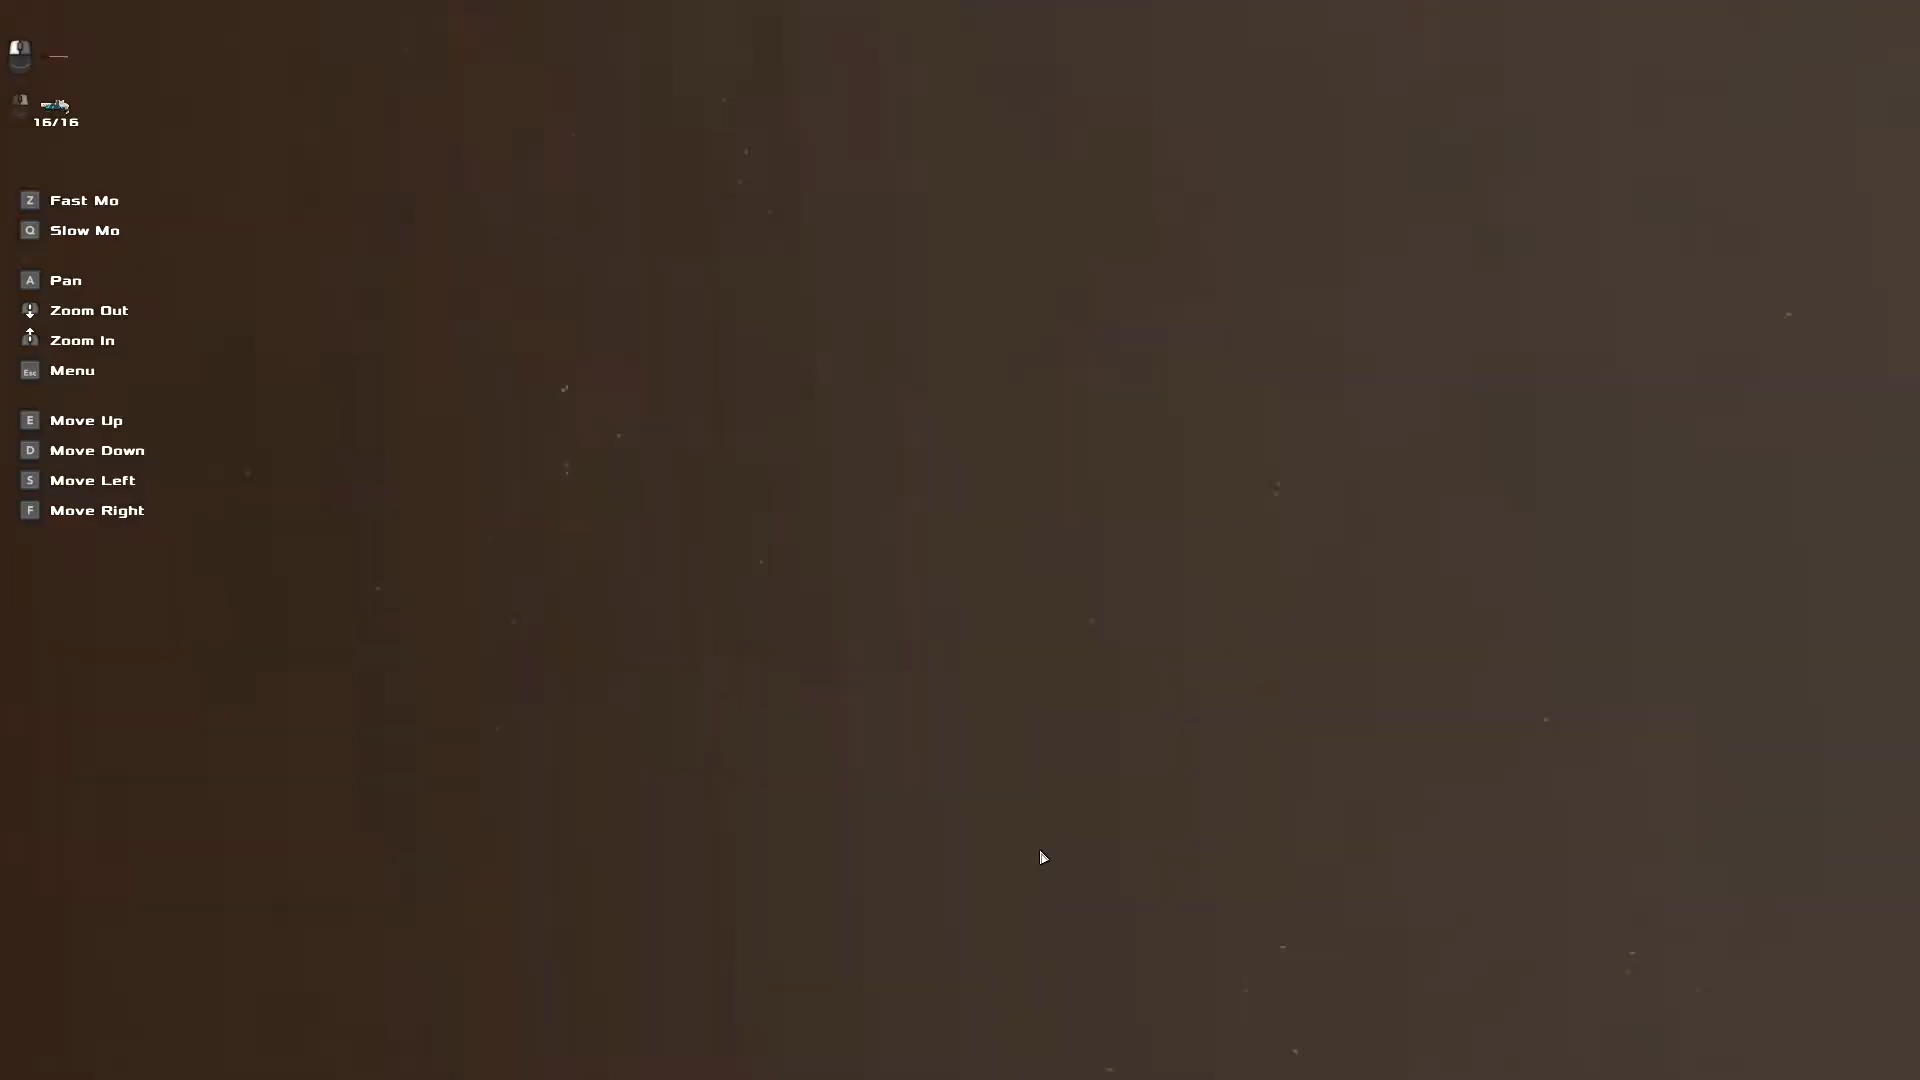 16/16
Z Fast Mo
Q Slow Mo
A Pan
Zoom Out
Zoom In
Esc Menu
E Move Up
D Move Down
S Move Left
F Move Right